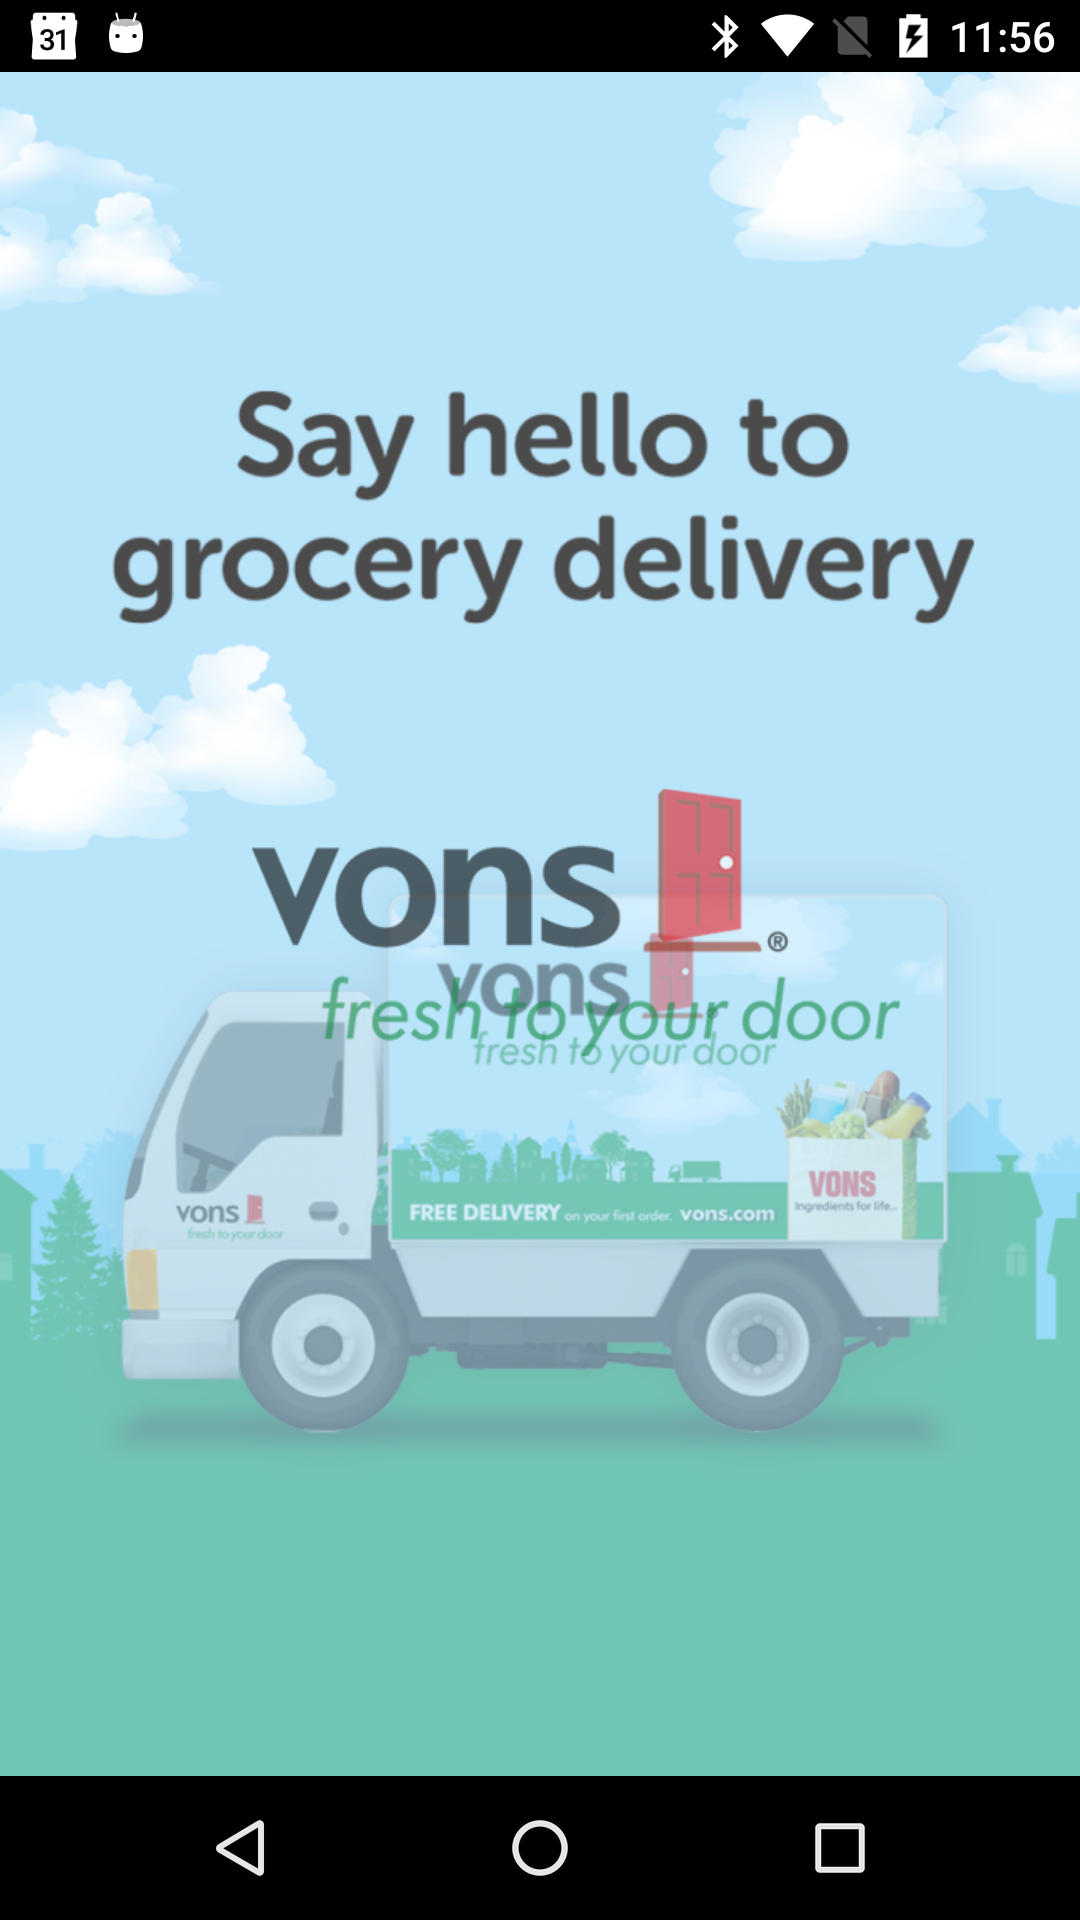 31
11:56
Say hello to
grocery delivery
vons®
fresh to your door
vons
fresh to your door
VONS
Ingredients for life..
vons
fresh to your door
FREE DELIVERY on your first order. vons.com